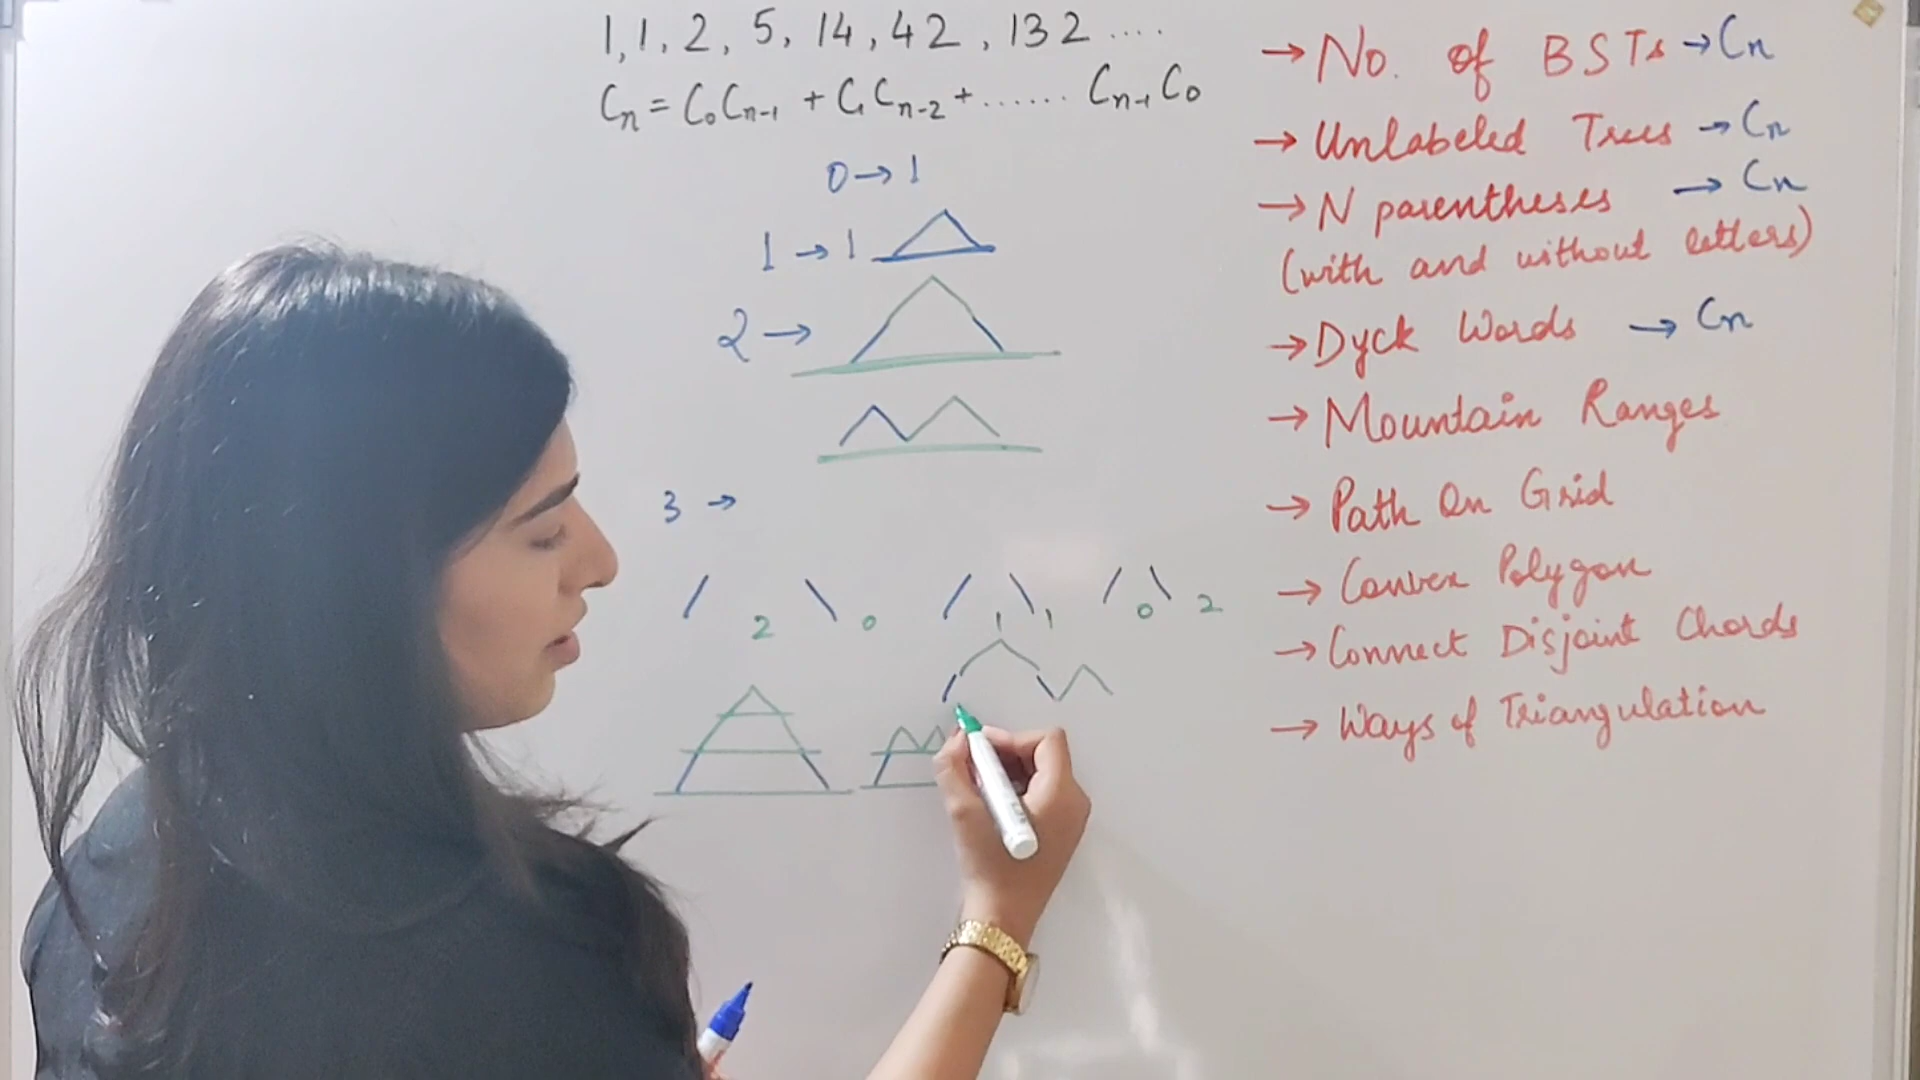 1, 1, 2, 5, 14, 42, 132 ....
Cn = C0Cn-1 + C1Cn-2 + ...... Cn-1C0
0 → 1
1 → 1
2 →
3 →
/ 2 \ 0 / 1 \ 1 / 0 \ 2
→ No. of BSTs → Cn
→ Unlabeled Trees → Cn
→ N parentheses → Cn
(with and without letters)
→ Dyck Words → Cn
→ Mountain Ranges
→ Path On Grid
→ Convex Polygon
→ Connect Disjoint Chords
→ Ways of Triangulation